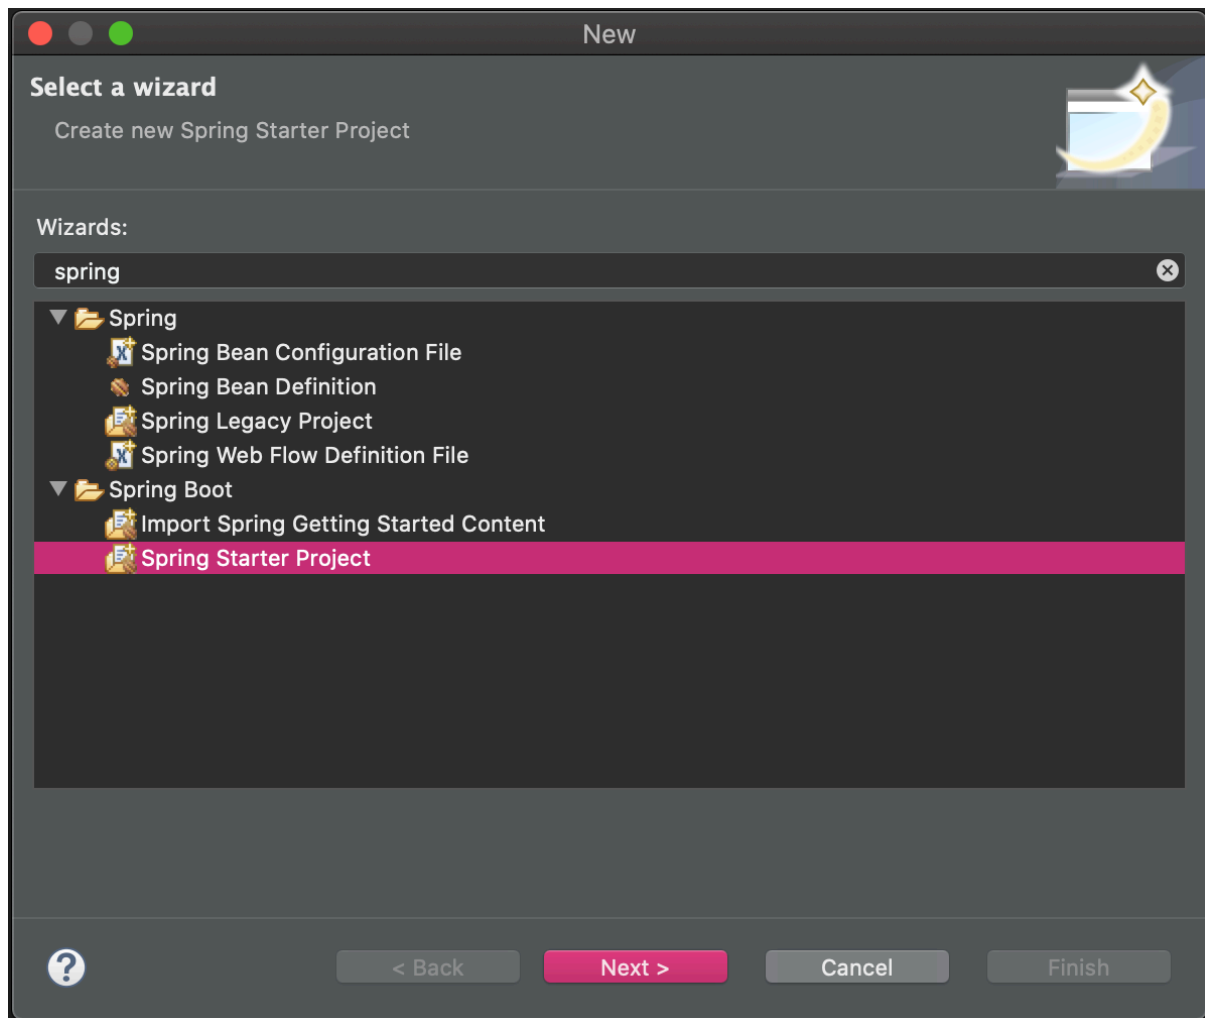 New
Select a wizard
Create new Spring Starter Project
Wizards:
spring
Spring
Spring Bean Configuration File
Spring Bean Definition
Spring Legacy Project
Spring Web Flow Definition File
Spring Boot
Import Spring Getting Started Content
Spring Starter Project
? < Back Next > Cancel Finish